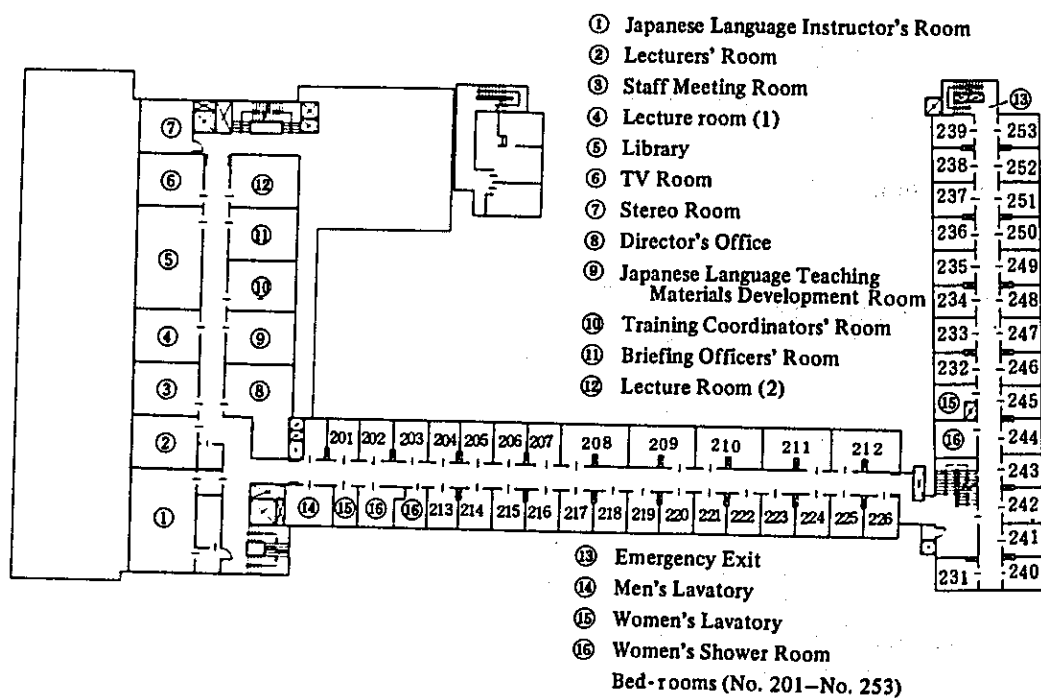 ① Japanese Language Instructor's Room
② Lecturers' Room
③ Staff Meeting Room
④ Lecture room (1)
⑤ Library
⑥ TV Room
⑦ Stereo Room
⑧ Director's Office
⑨ Japanese Language Teaching
Materials Development Room
⑩ Training Coordinators' Room
⑪ Briefing Officers' Room
⑫ Lecture Room (2)
⑦
⑥
⑤
④
③
②
①
⑫
⑪
⑩
⑨
⑧
201 202 203 204 205 206 207 208 209 210 211 212
⑭ ⑮ ⑯ ⑯ 213 214 215 216 217 218 219 220 221 222 223 224 225 226
⑬
239 253
238 252
237 251
236 250
235 249
234 248
233 247
232 246
⑮ 245
⑯ 244
243
242
241
231 240
⑬ Emergency Exit
⑭ Men's Lavatory
⑮ Women's Lavatory
⑯ Women's Shower Room
Bed-rooms (No. 201–No. 253)